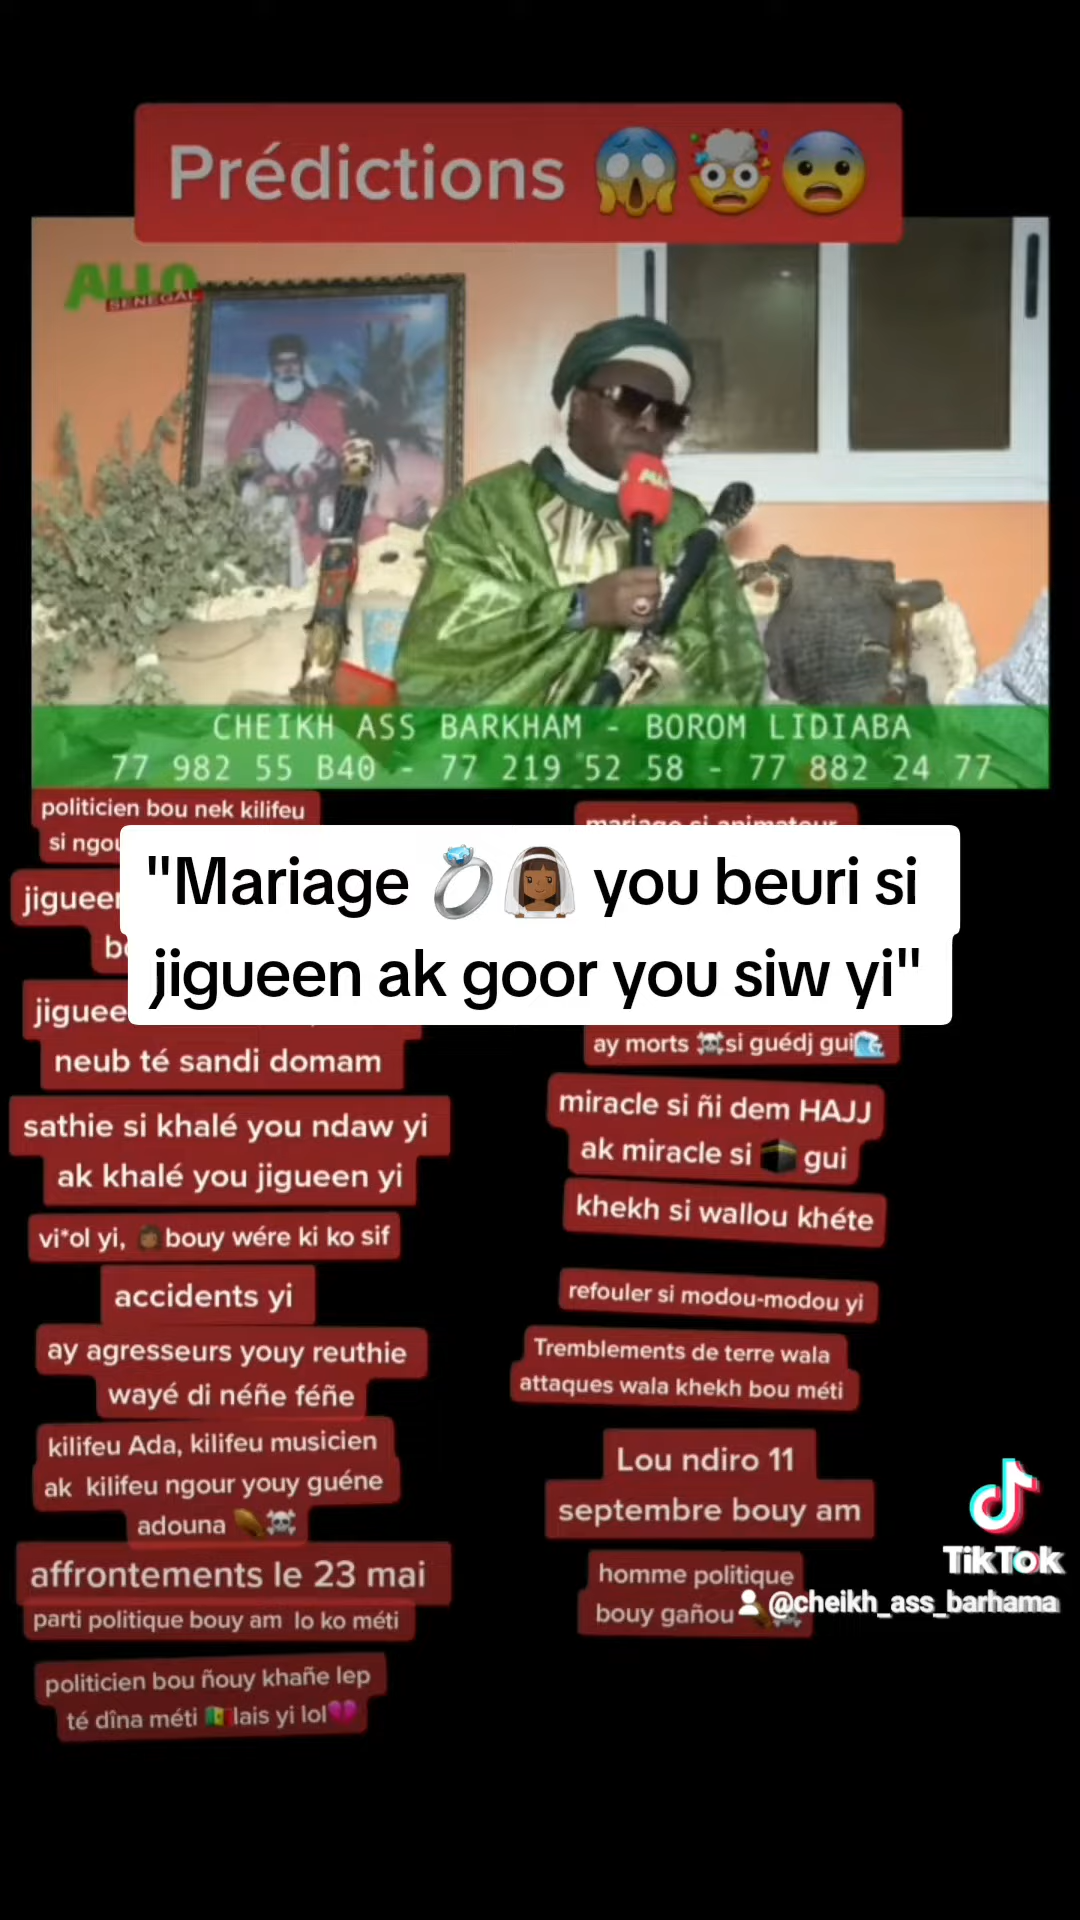 Prédictions 😱🤯😨
ALLO
SENEGAL
ALLO
CHEIKH ASS BARKHAM - BOROM LIDIABA
77 982 55 B40 - 77 219 52 58 - 77 882 24 77
politicien bou nek kilifeu
si
"Mariage 💍👰🏾 you beuri si
jigueen ak goor you siw yi"
neub té sandi domam
sathie si khalé you ndaw yi
ak khalé you jigueen yi
vi*ol yi, 👩🏾bouy wére ki ko sif
accidents yi
ay agresseurs youy reuthie
wayé di néñe féñe
kilifeu Ada, kilifeu musicien
ak kilifeu ngour youy guéne
adouna ⚰️☠️
affrontements le 23 mai
parti politique bouy am lo ko méti
politicien bou ñouy khañe lep
té dîna méti 🇸🇳lais yi lol💔
mariage si animateur
ay morts ☠️si guédj gui🌊
miracle si ñi dem HAJJ
ak miracle si 🕋 gui
khekh si wallou khéte
refouler si modou-modou yi
Tremblements de terre wala
attaques wala khekh bou méti
Lou ndiro 11
septembre bouy am
homme politique
bouy gañou ⚰️☠️
TikTok
@cheikh_ass_barhama